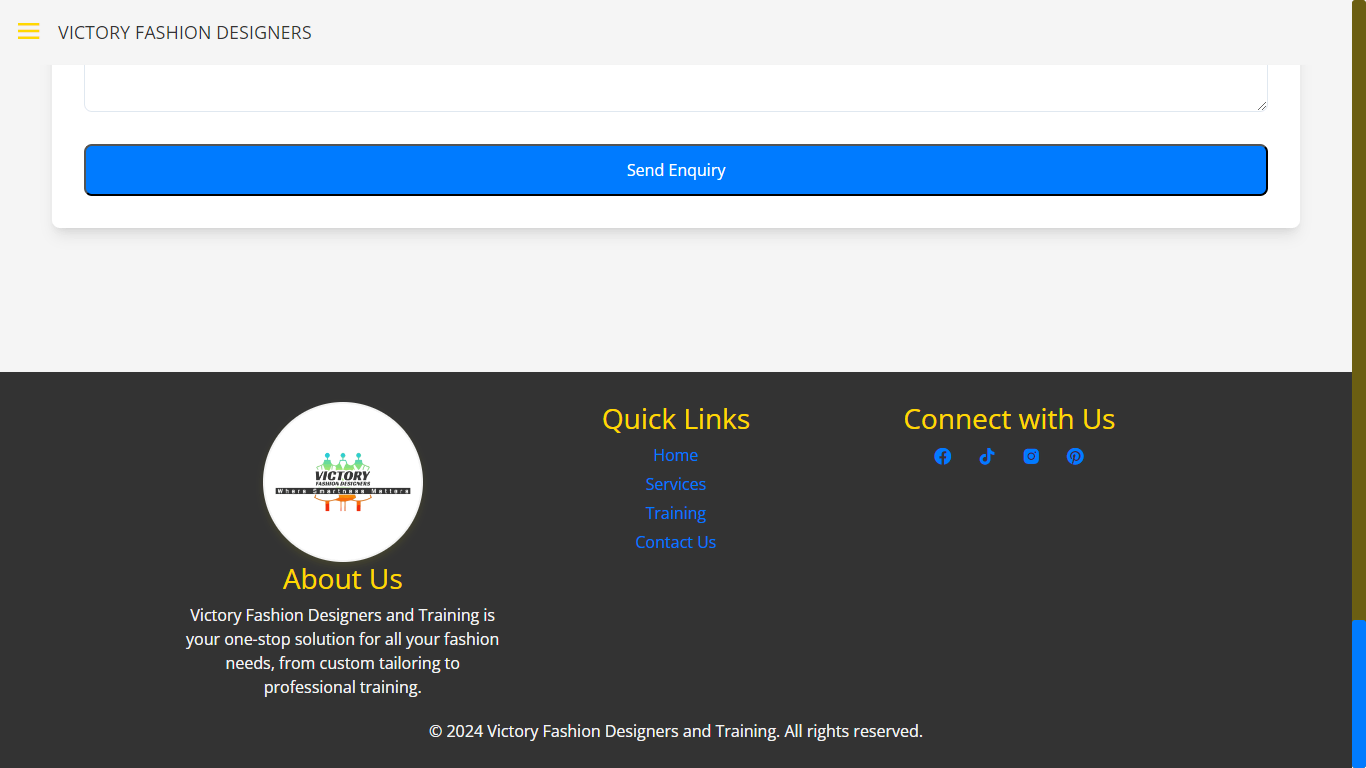 VICTORY FASHION DESIGNERS
Send Enquiry
VICTORY
FASHION DESIGNERS
Where Smartness Matters
About Us
Victory Fashion Designers and Training is
your one-stop solution for all your fashion
needs, from custom tailoring to
professional training.
Quick Links
Home
Services
Training
Contact Us
Connect with Us
© 2024 Victory Fashion Designers and Training. All rights reserved.